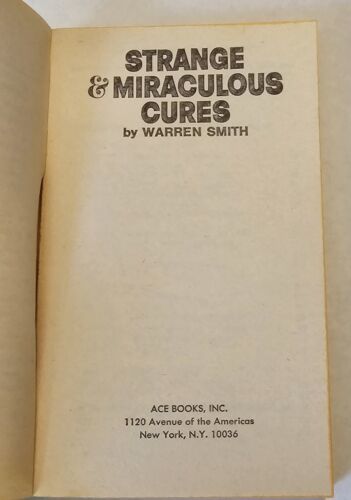 STRANGE
& MIRACULOUS
CURES
by WARREN SMITH
ACE BOOKS, INC.
1120 Avenue of the Americas
New York, N.Y. 10036